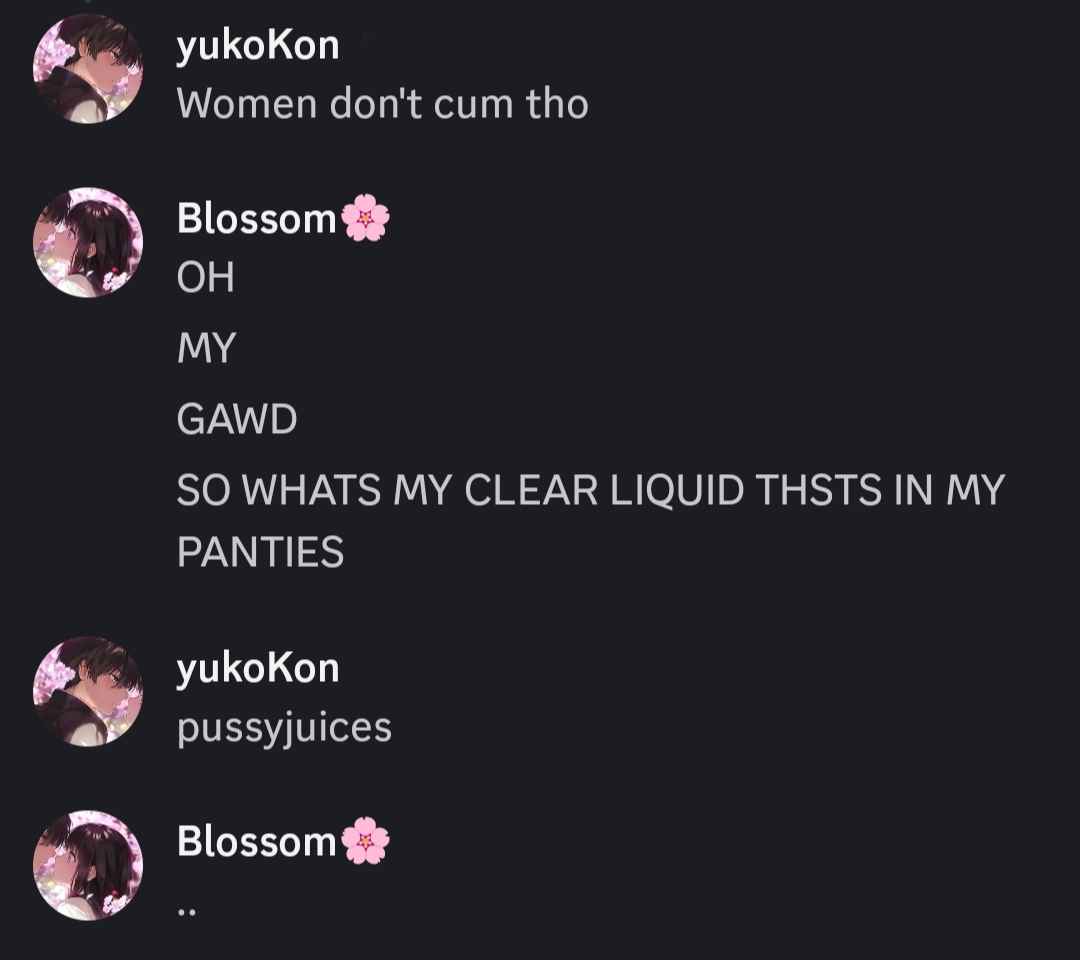 yukoKon
Women don't cum tho
Blossom🌸
OH
MY
GAWD
SO WHATS MY CLEAR LIQUID THSTS IN MY
PANTIES
yukoKon
pussyjuices
Blossom🌸
..